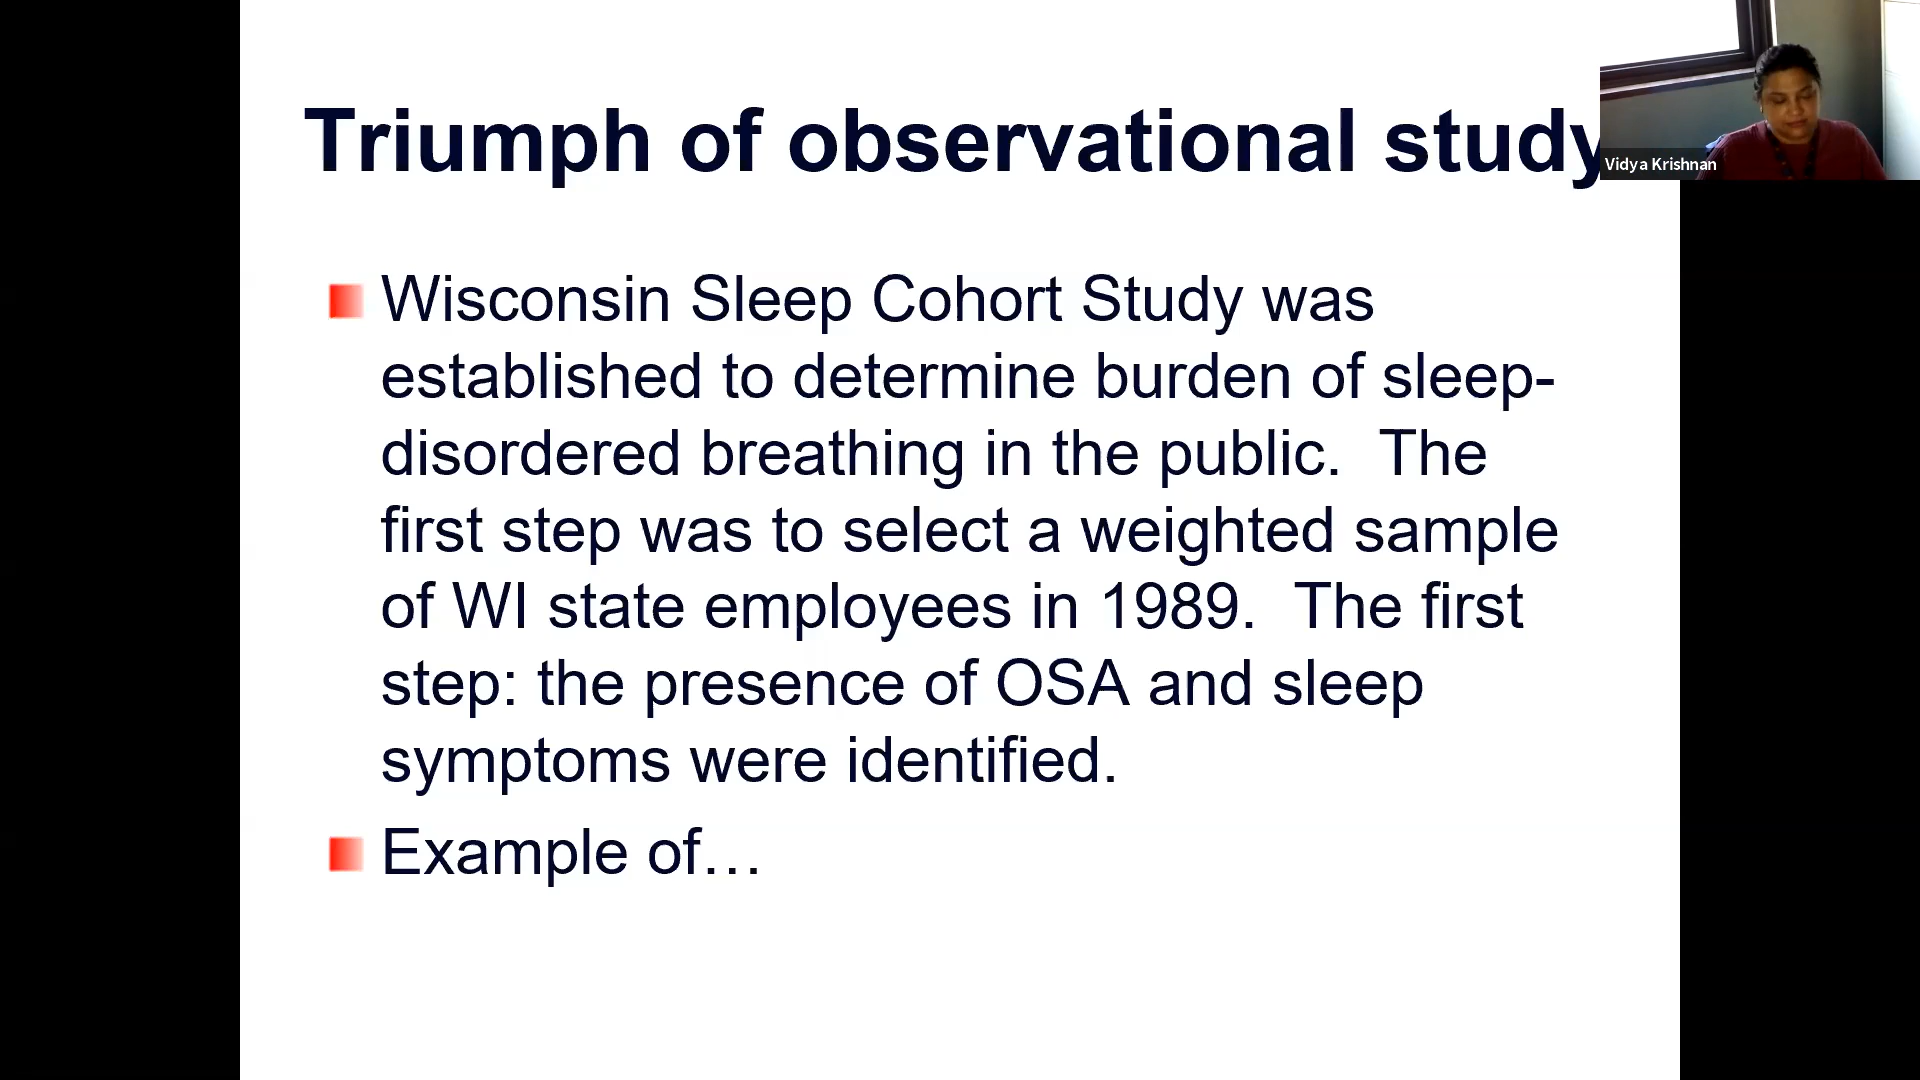 Triumph of observational study
Vidya Krishnan
Wisconsin Sleep Cohort Study was
established to determine burden of sleep-
disordered breathing in the public.  The
first step was to select a weighted sample
of WI state employees in 1989.  The first
step: the presence of OSA and sleep
symptoms were identified.
Example of…